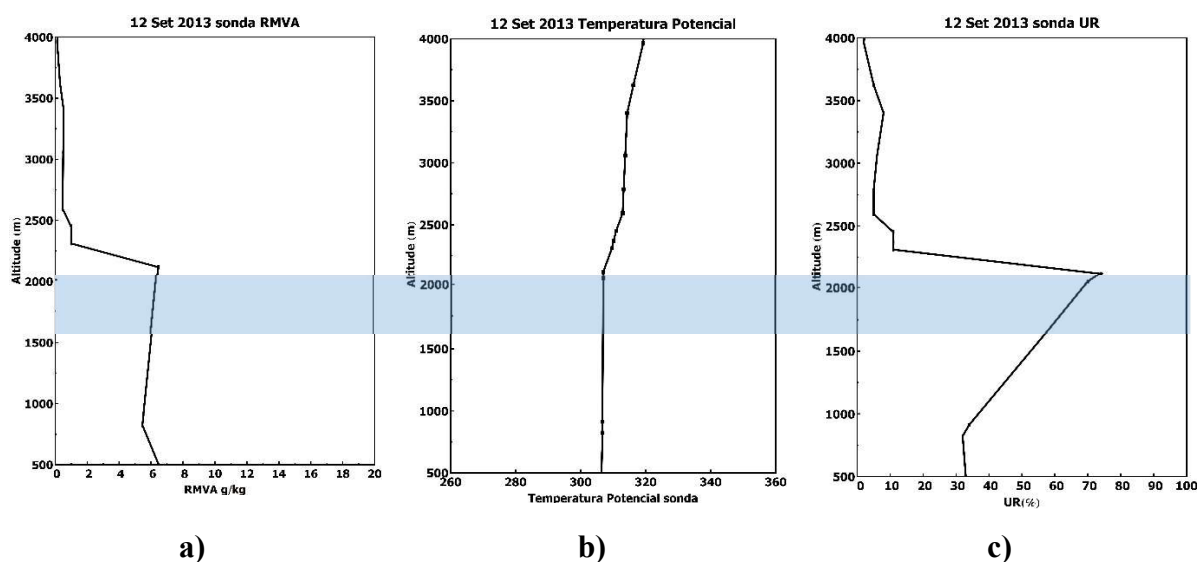 12 Set 2013 sonda RMVA
4000
3500
3000
2500
2000
1500
1000
500
Altitude (m)
0 2 4 6 8 10 12 14 16 18 20
RMVA g/kg
a)
12 Set 2013 Temperatura Potencial
4000
3500
3000
2500
2000
1500
1000
500
Altitude (m)
260 280 300 320 340 360
Temperatura Potencial sonda
b)
12 Set 2013 sonda UR
4000
3500
3000
2500
2000
1500
1000
500
Altitude (m)
0 10 20 30 40 50 60 70 80 90 100
UR(%)
c)